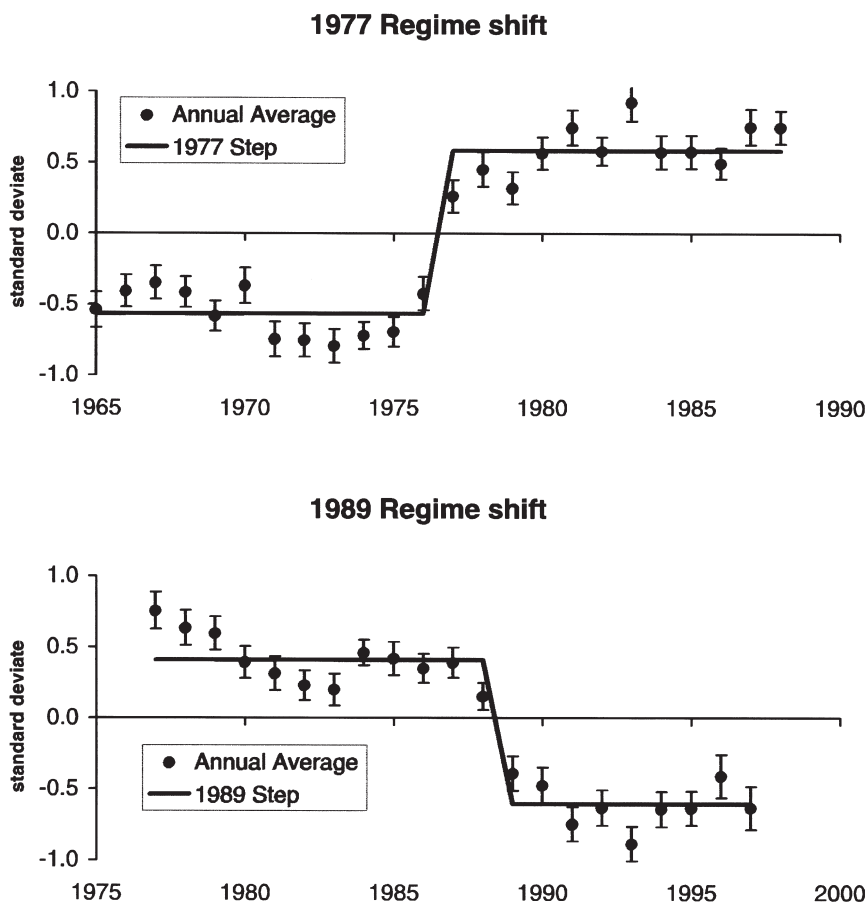 1977 Regime shift
1.0
Annual Average
1977 Step
0.5
0.0
standard deviate
-0.5
-1.0
1965 1970 1975 1980 1985 1990
1989 Regime shift
1.0
0.5
standard deviate
0.0
Annual Average
1989 Step
-0.5
-1.0
1975 1980 1985 1990 1995 2000